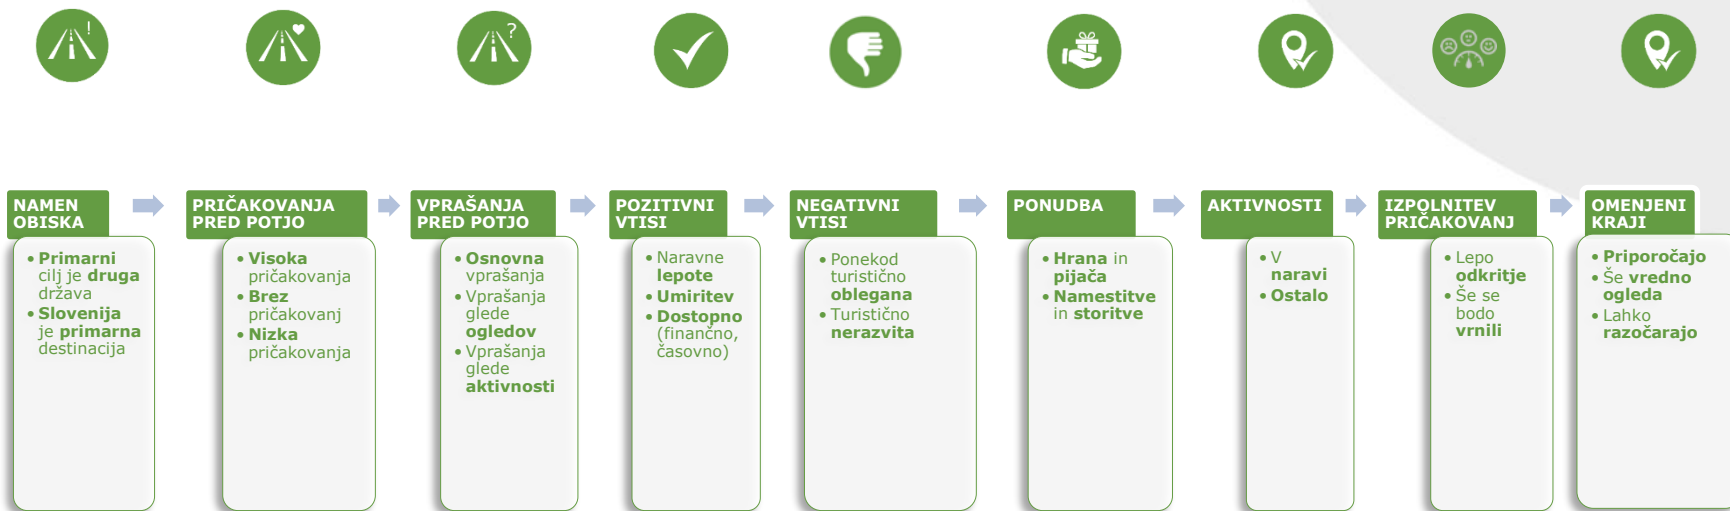 !
?
NAMEN
OBISKA
• Primarni
cilj je druga
država
• Slovenija
je primarna
destinacija
PRIČAKOVANJA
PRED POTJO
• Visoka
pričakovanja
• Brez
pričakovanj
• Nizka
pričakovanja
VPRAŠANJA
PRED POTJO
• Osnovna
vprašanja
• Vprašanja
glede
ogledov
• Vprašanja
glede
aktivnosti
POZITIVNI
VTISI
• Naravne
lepote
• Umiritev
• Dostopno
(finančno,
časovno)
NEGATIVNI
VTISI
• Ponekod
turistično
oblegana
• Turistično
nerazvita
PONUDBA
• Hrana in
pijača
• Namestitve
in storitve
AKTIVNOSTI
• V
naravi
• Ostalo
IZPOLNITEV
PRIČAKOVANJ
• Lepo
odkritje
• Še se
bodo
vrnili
OMENJENI
KRAJI
• Priporočajo
• Še vredno
ogleda
• Lahko
razočarajo